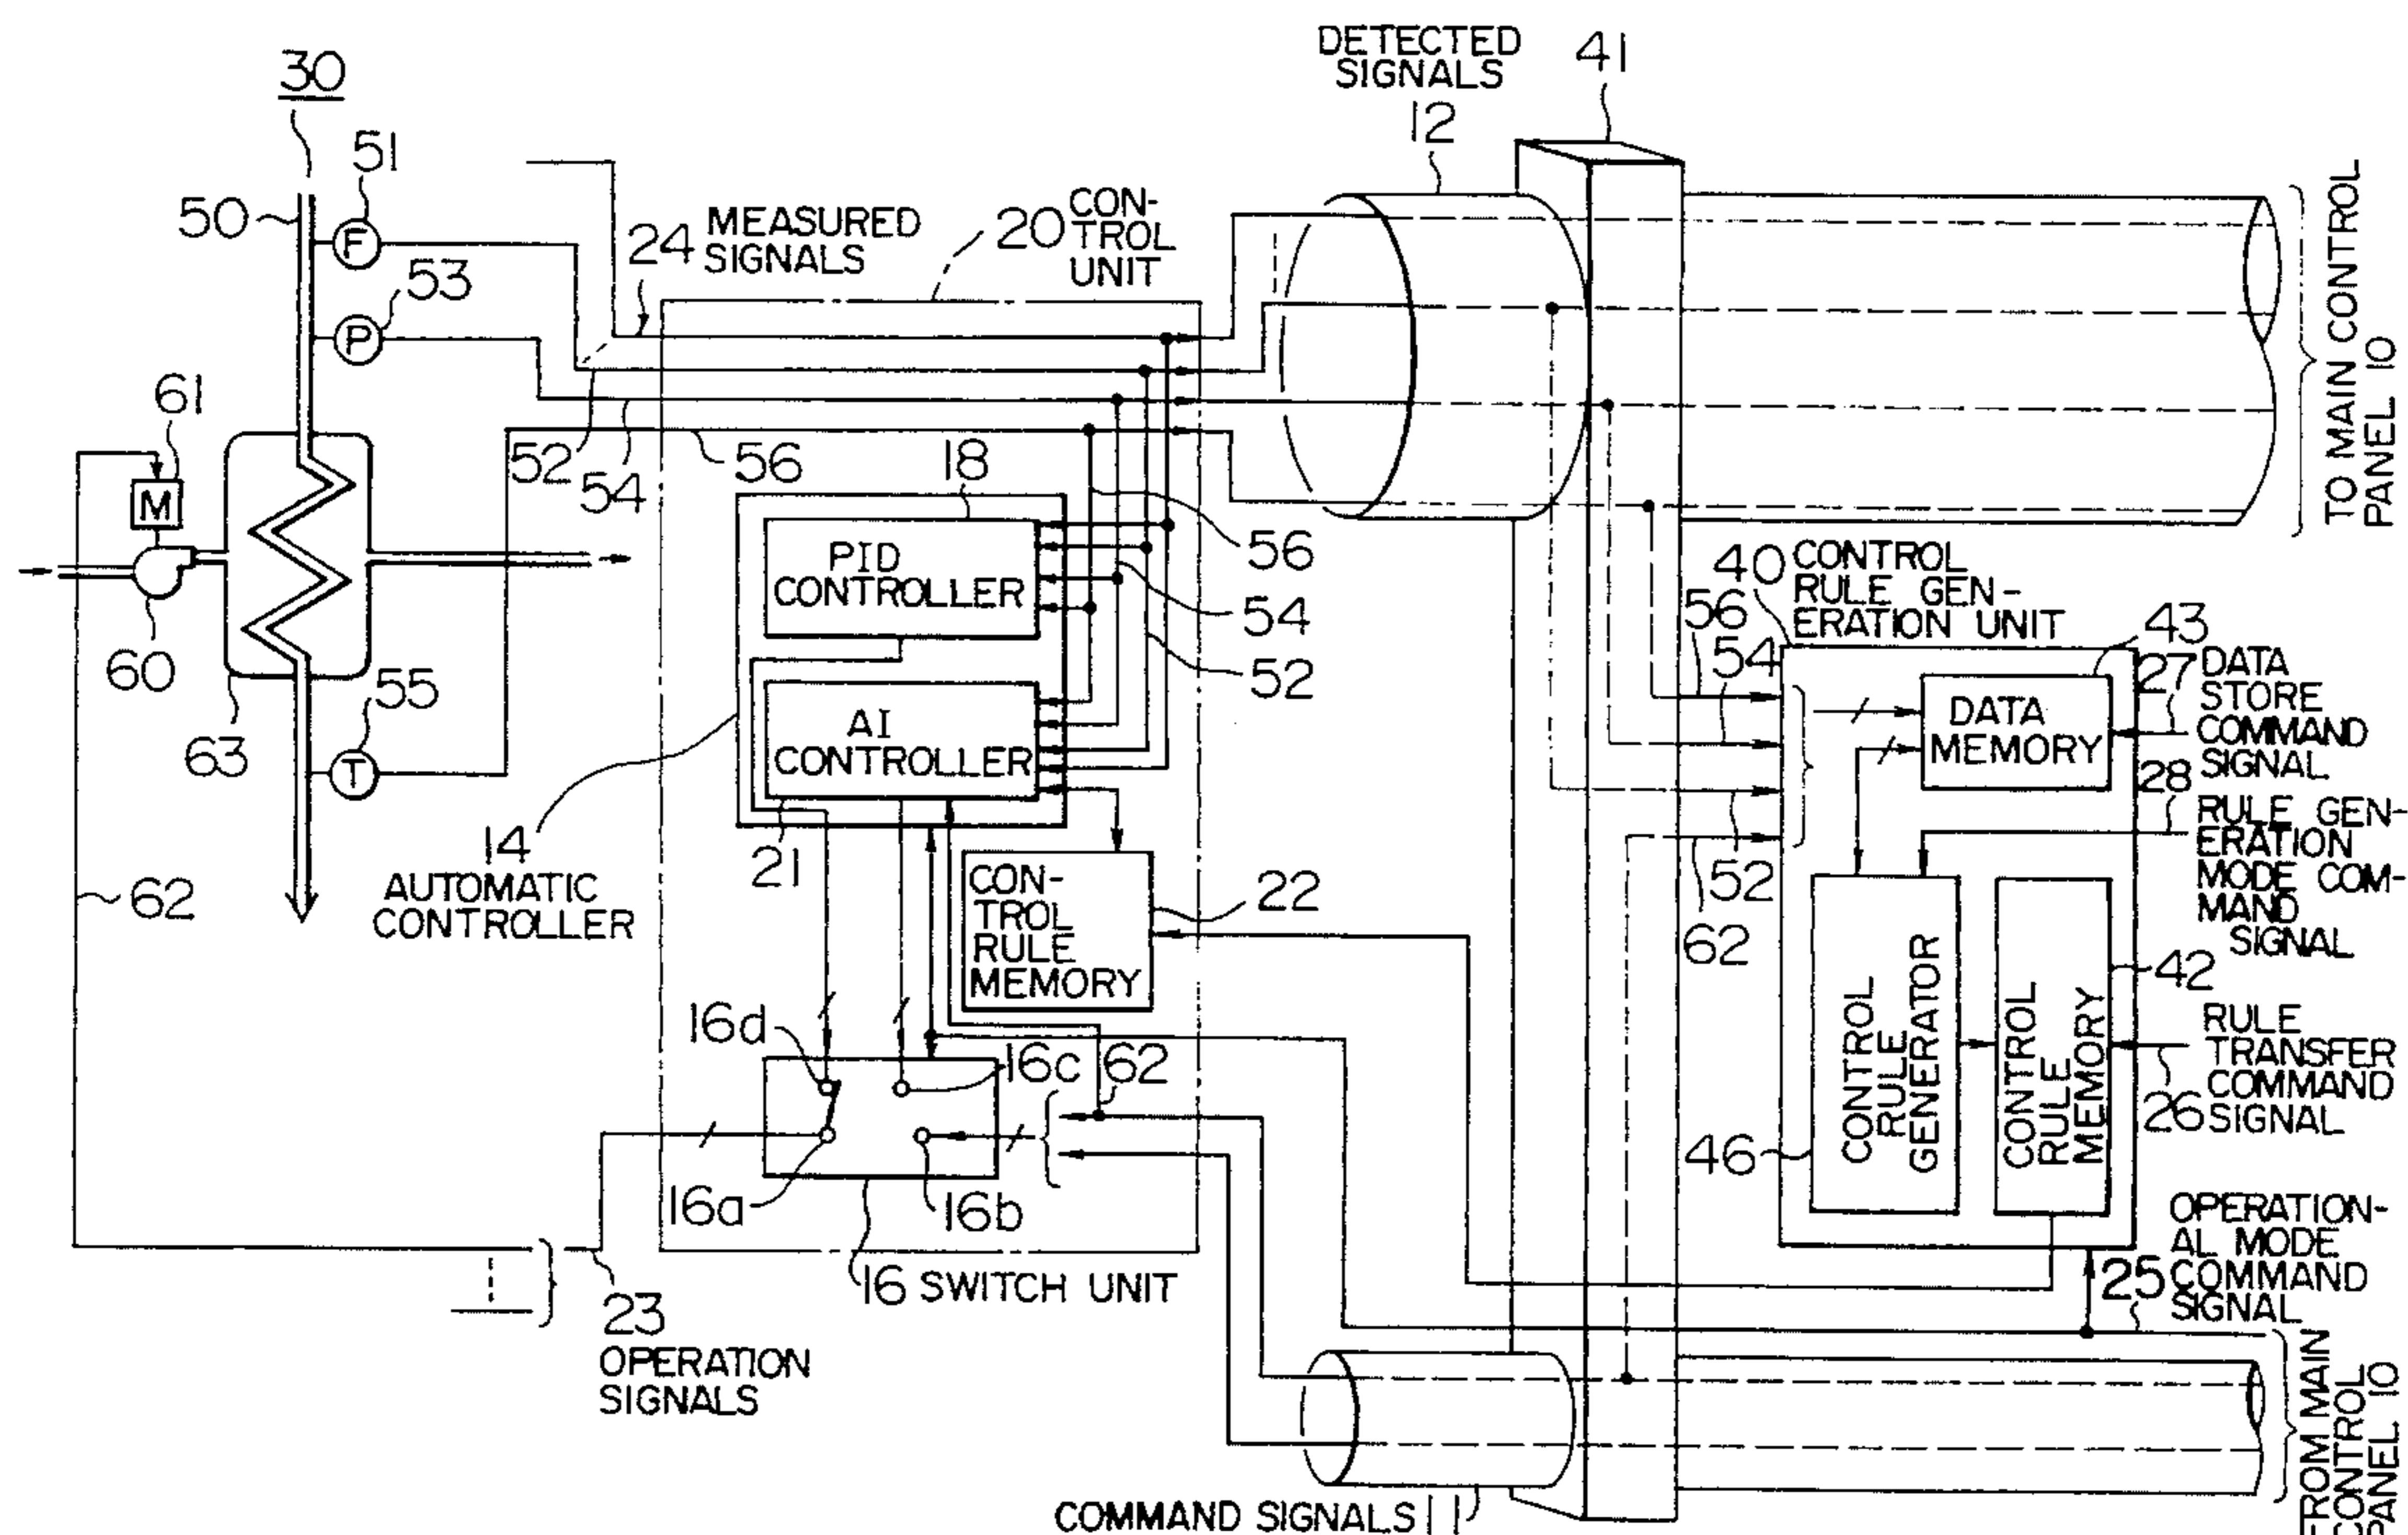 30
DETECTED
SIGNALS
12
41
51
50
F
53
P
24 MEASURED
SIGNALS
20 CON-
TROL
UNIT
TO MAIN CONTROL
PANEL 10
61
M
52
54
56
18
PID
CONTROLLER
56
54
52
60
63
55
T
AI
CONTROLLER
40 CONTROL
RULE GEN-
ERATION UNIT
56
54
52
62
43
DATA
MEMORY
27 DATA
STORE
COMMAND
SIGNAL
28
RULE GEN-
ERATION
MODE COM-
MAND
SIGNAL
14
AUTOMATIC
CONTROLLER
21
62
CON-
TROL
RULE
MEMORY
22
CONTROL
RULE
GENERATOR
CONTROL
RULE
MEMORY
42
RULE
TRANSFER
COMMAND
26 SIGNAL
46
16d
16c
62
16a
16b
16 SWITCH UNIT
23
OPERATION
SIGNALS
OPERATION-
AL MODE
25 COMMAND
SIGNAL
FROM MAIN
CONTROL
PANEL 10
COMMAND SIGNALS 11